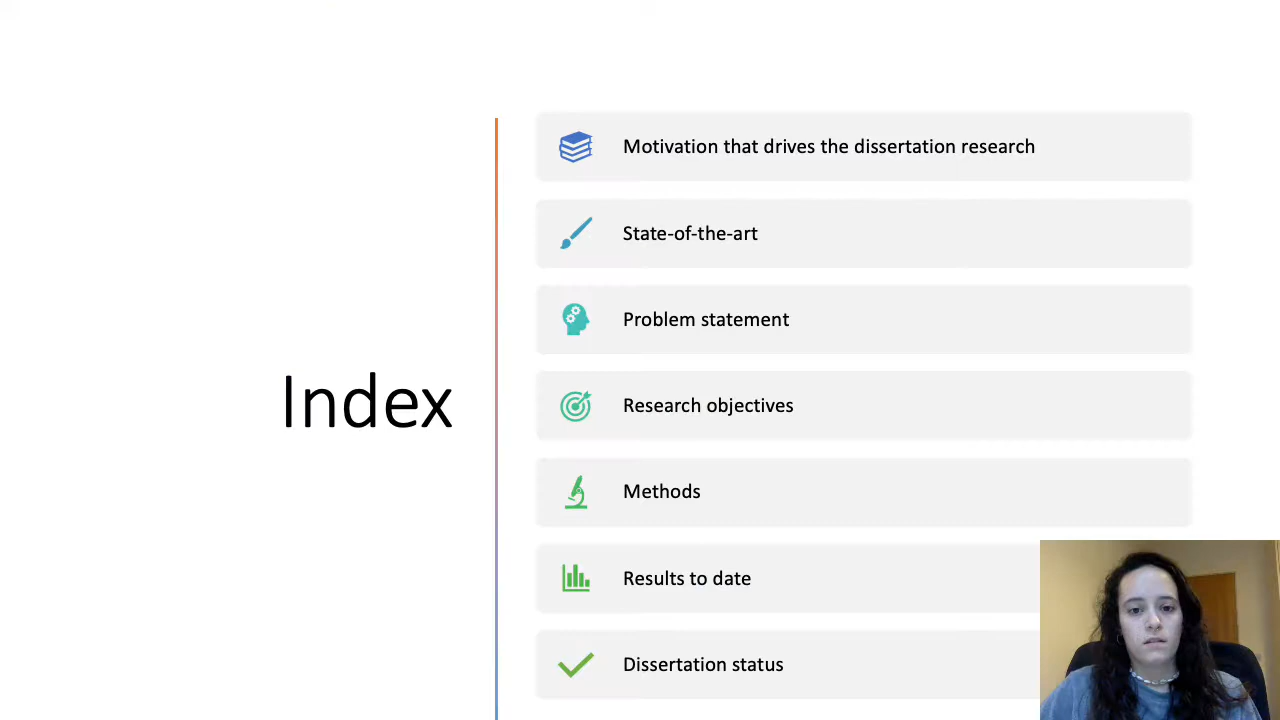 Index
Motivation that drives the dissertation research
State-of-the-art
Problem statement
Research objectives
Methods
Results to date
Dissertation status